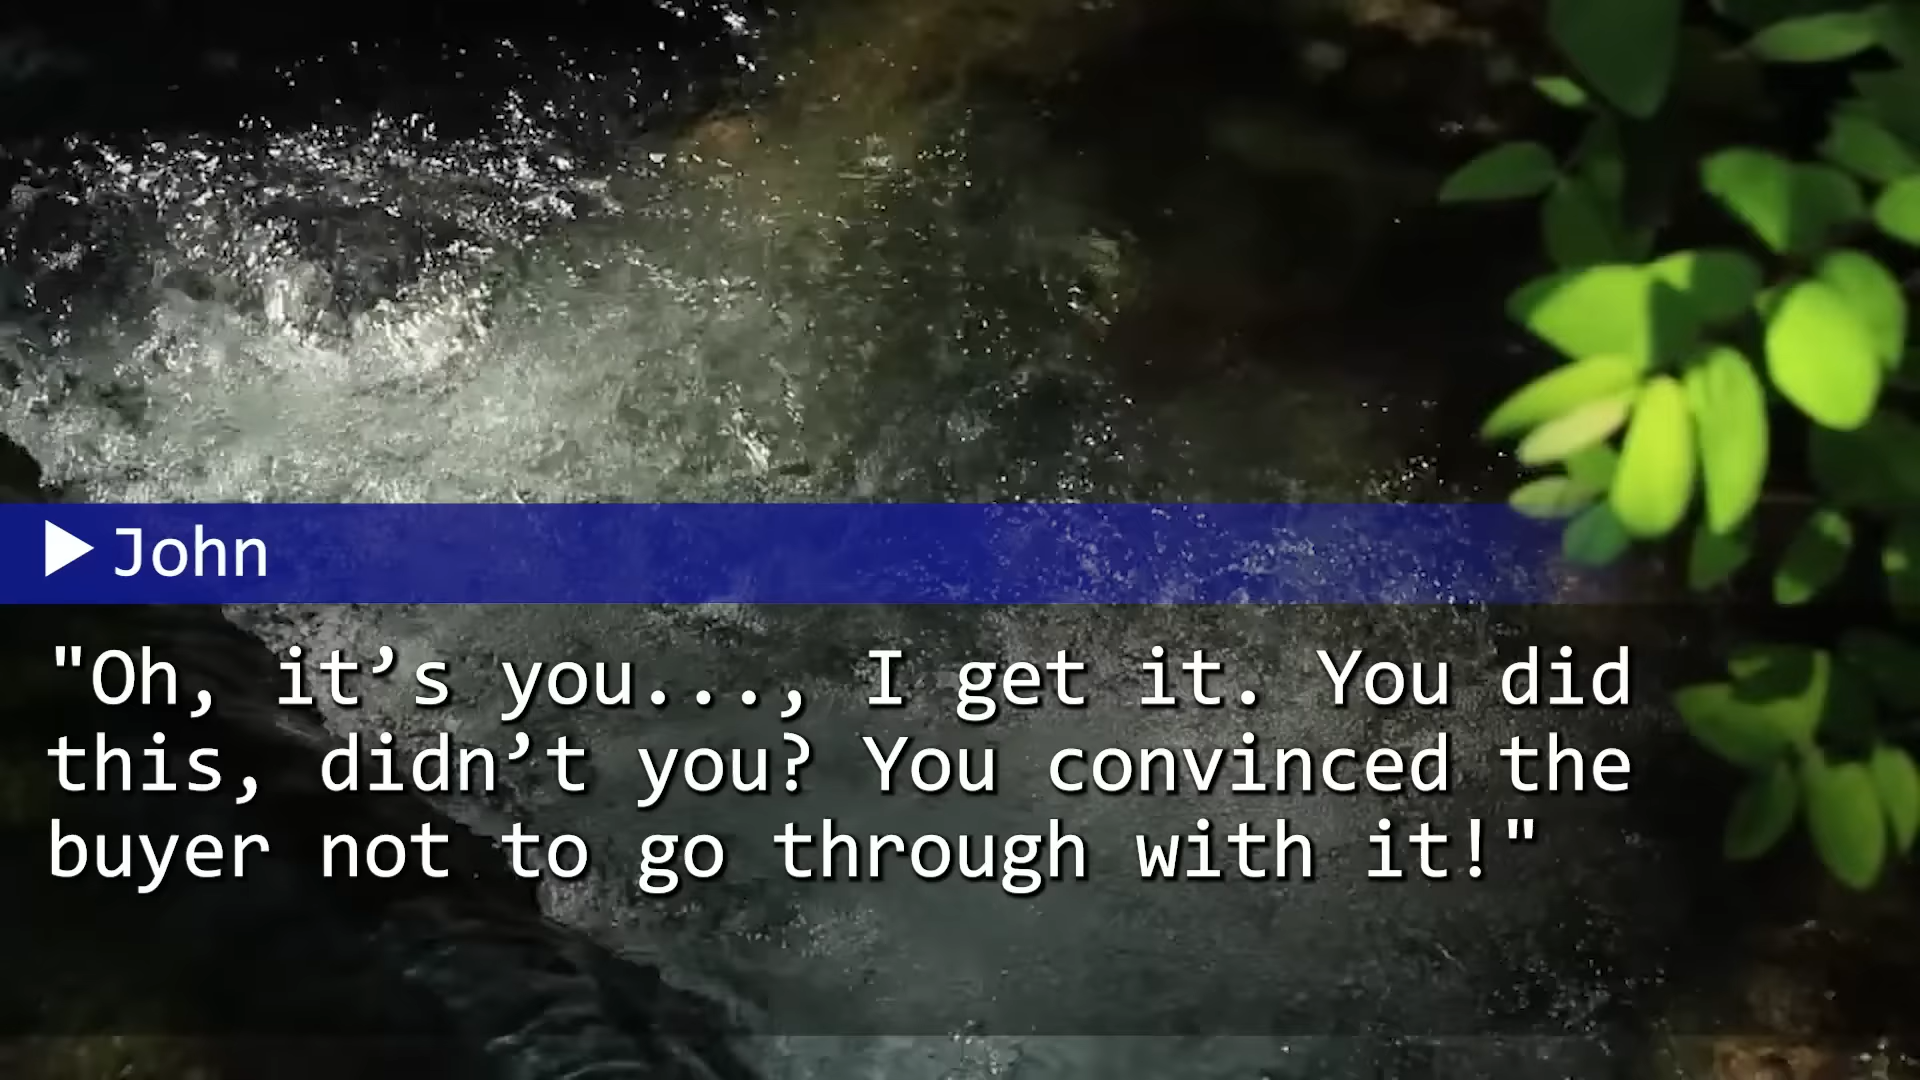 John
"Oh, it’s you..., I get it. You did
this, didn’t you? You convinced the
buyer not to go through with it!"